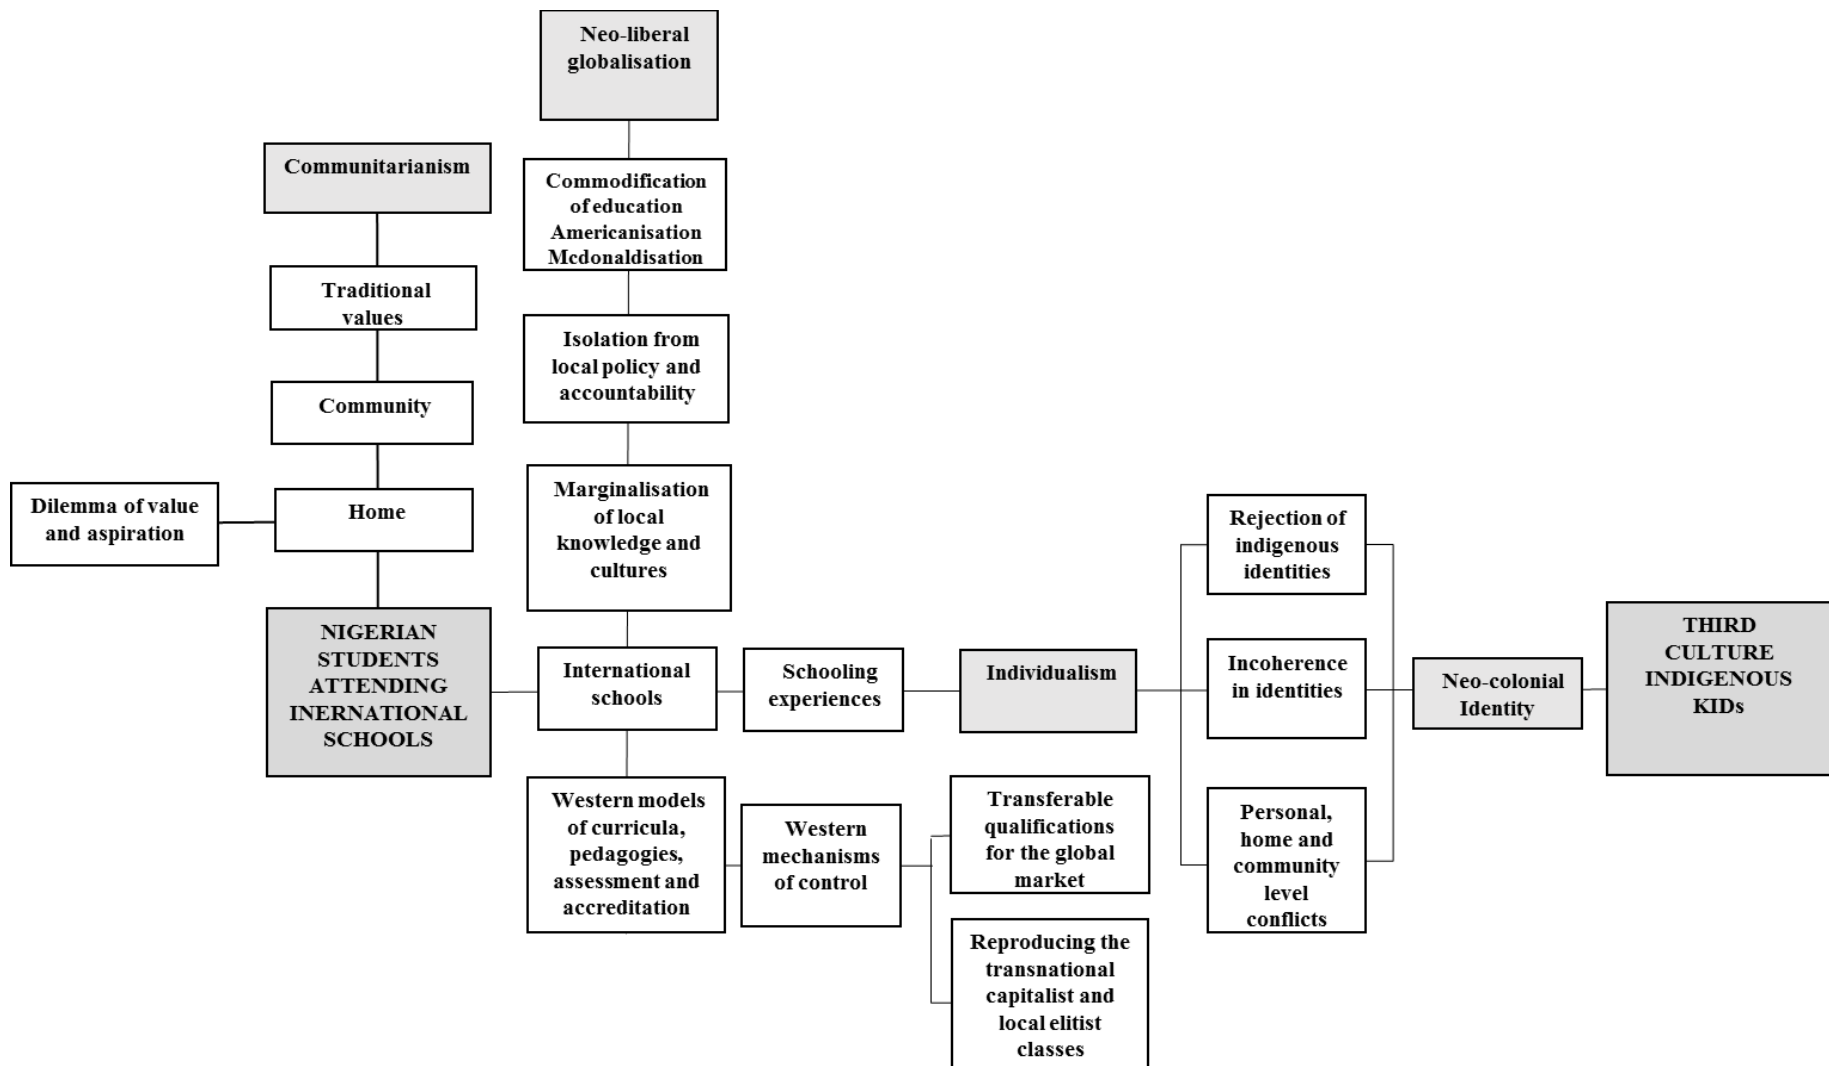 Neo-liberal
globalisation
Communitarianism
Commodification
of education
Americanisation
Mcdonaldisation
Traditional
values
Isolation from
local policy and
accountability
Community
Marginalisation
of local
knowledge and
cultures
Dilemma of value
and aspiration
Home
Rejection of
indigenous
identities
NIGERIAN
STUDENTS
ATTENDING
INERNATIONAL
SCHOOLS
International
schools
Schooling
experiences
Individualism
Incoherence
in identities
Neo-colonial
Identity
THIRD
CULTURE
INDIGENOUS
KIDs
Western models
of curricula,
pedagogies,
assessment and
accreditation
Western
mechanisms
of control
Transferable
qualifications
for the global
market
Personal,
home and
community
level
conflicts
Reproducing the
transnational
capitalist and
local elitist
classes